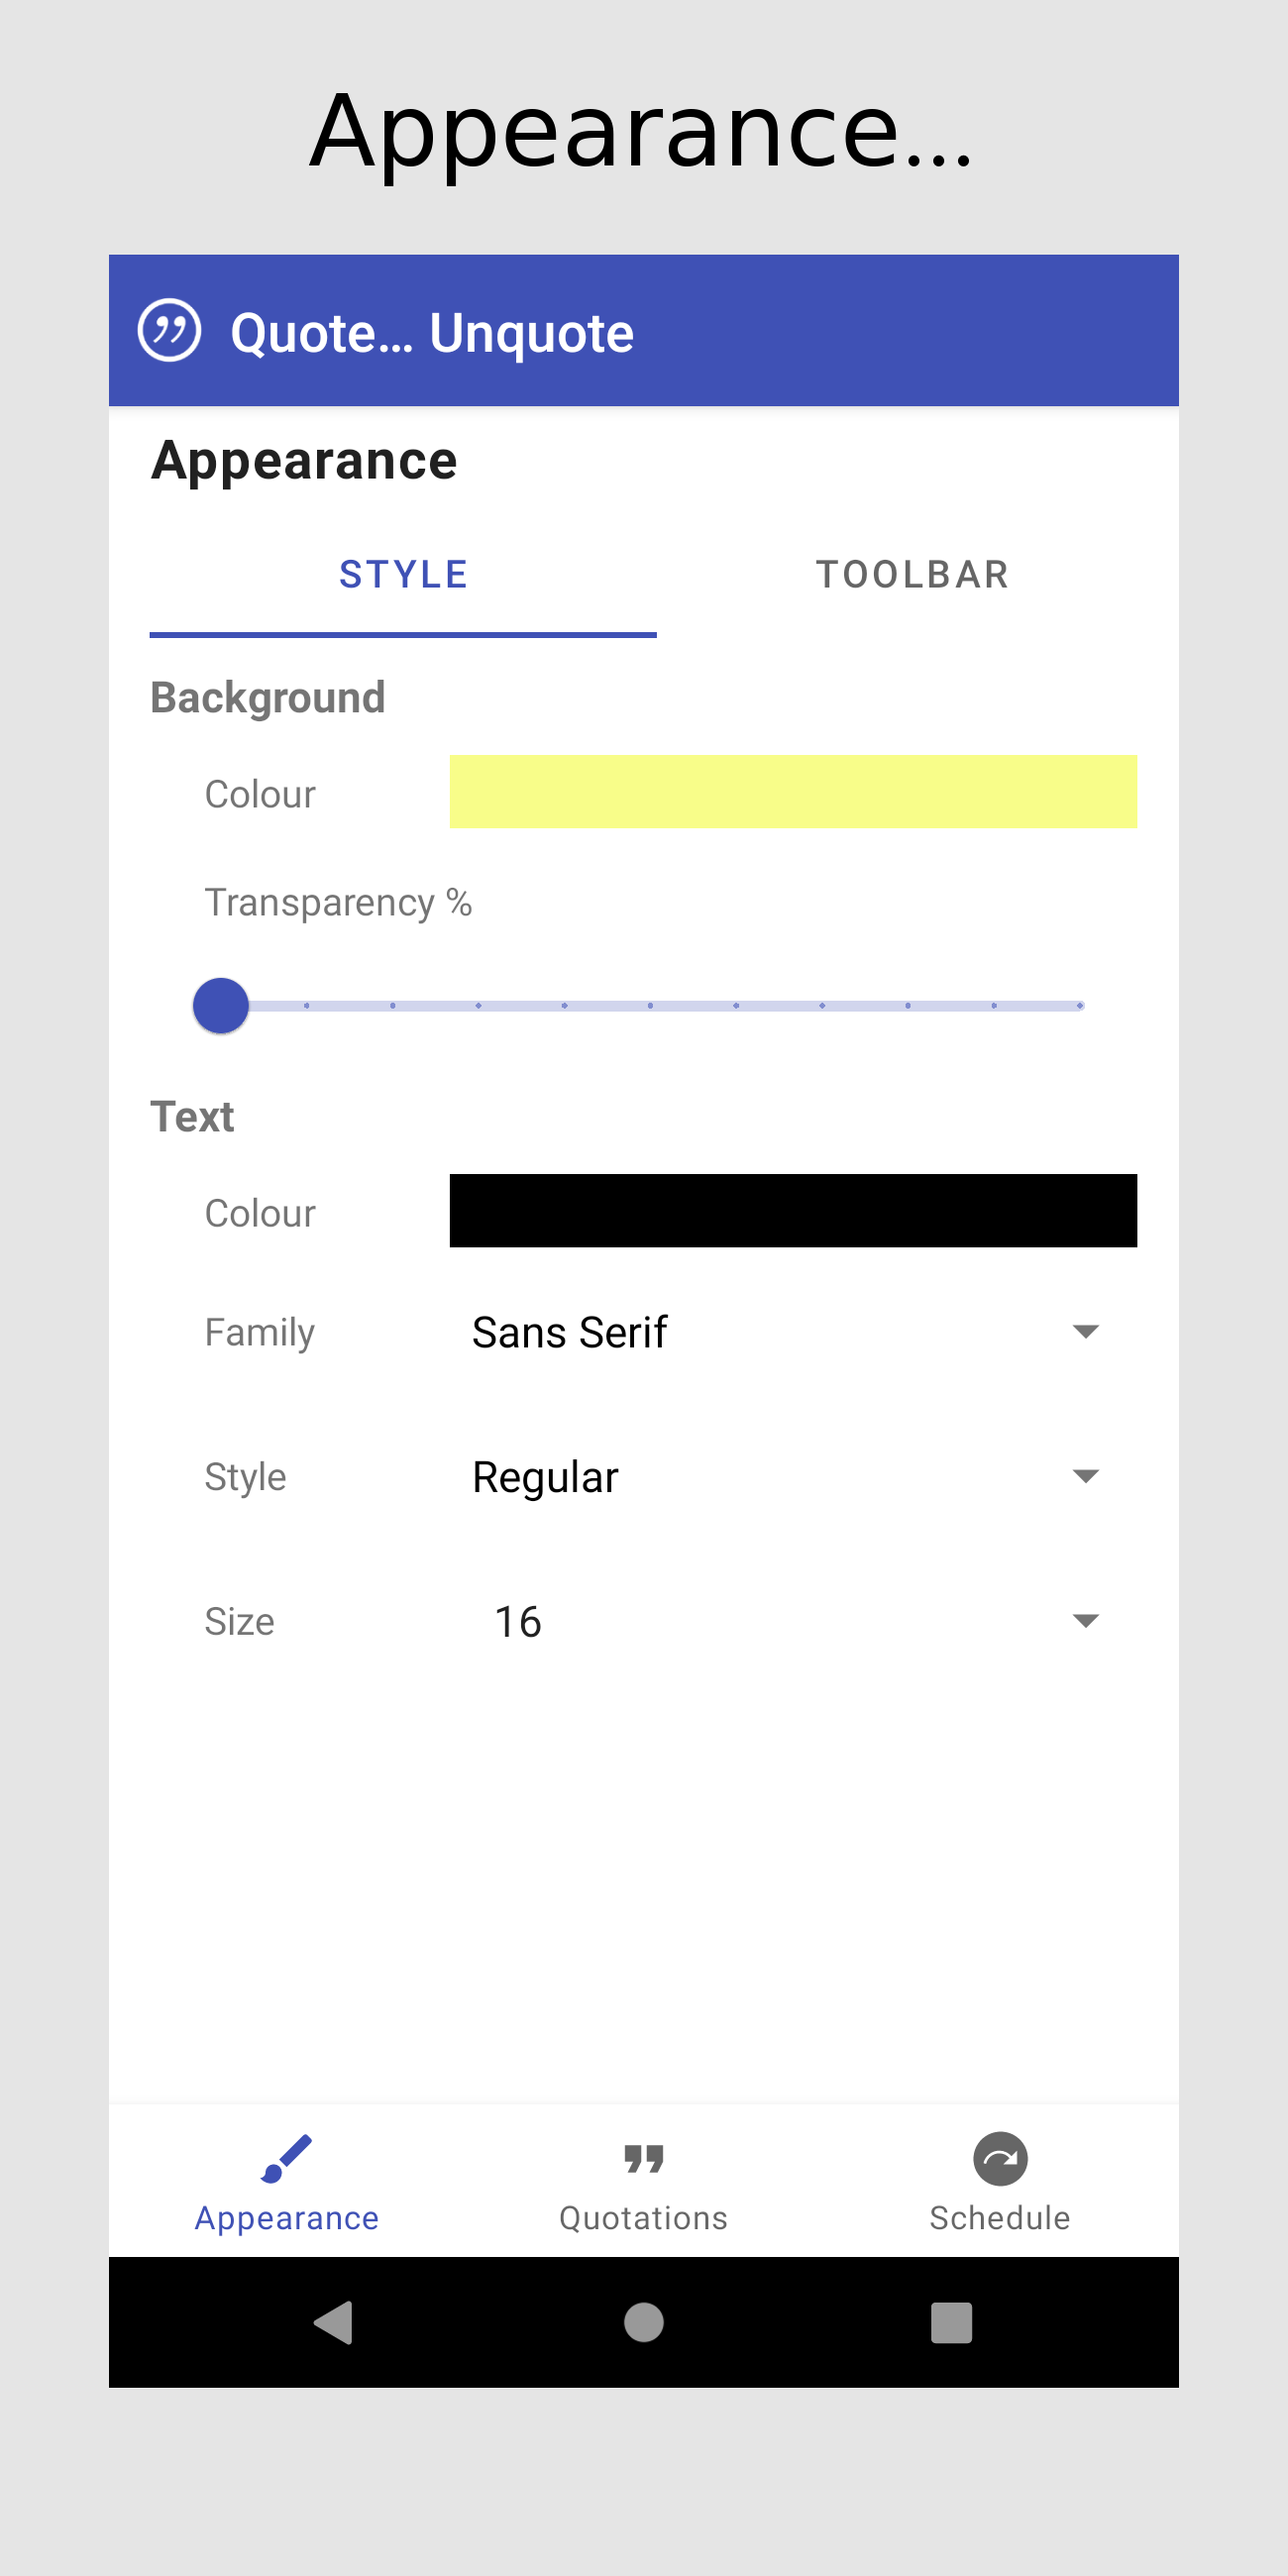 Appearance...
Quote... Unquote
Appearance
STYLE TOOLBAR
Background
Colour
Transparency %
Text
Colour
Family Sans Serif
Style Regular
Size 16
Appearance Quotations Schedule